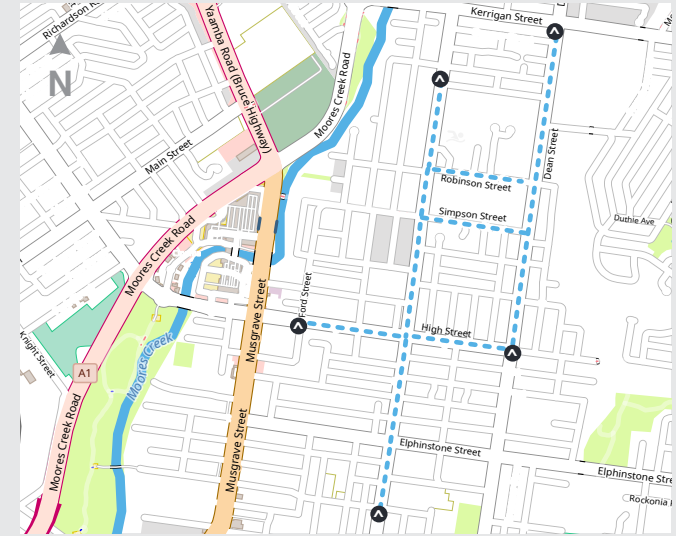 Kerrigan Street
Richardson R
Yaamba Road (Bruce Highway)
N
Moores Creek Road
Main Street
Dean Street
Robinson Street
Simpson Street
Duthie Ave
Moores Creek Road
Ford Street
Musgrave Street
High Street
Knight Street
Moores Creek
A1
Moores Creek Road
Musgrave Street
Elphinstone Street
Elphinstone Stre
Rockonia